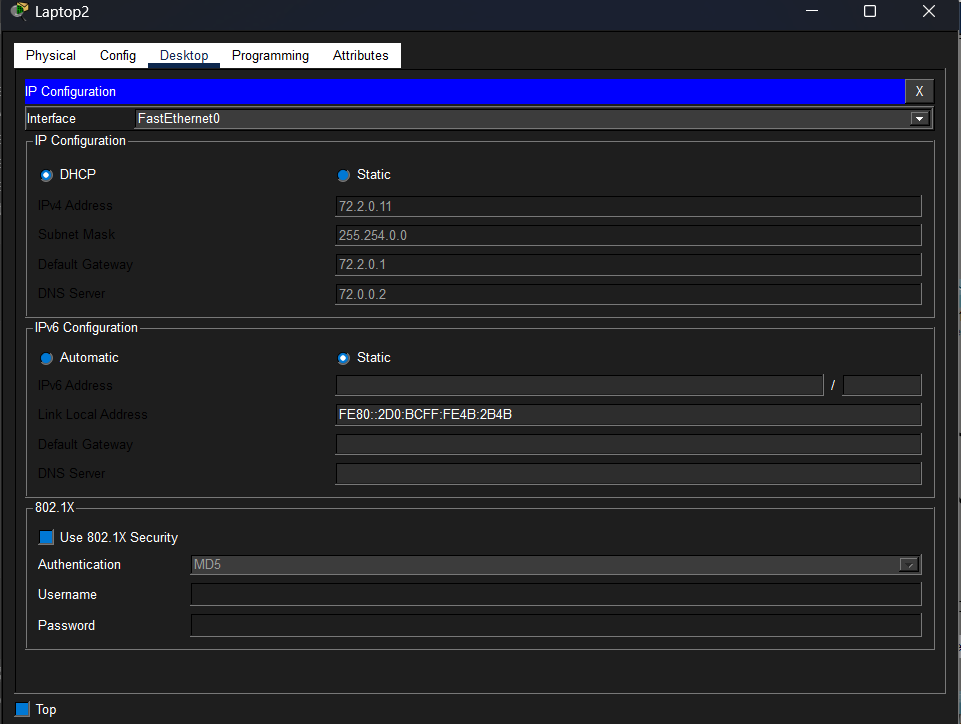 Laptop2
Physical Config Desktop Programming Attributes
IP Configuration X
Interface FastEthernet0
IP Configuration
DHCP Static
IPv4 Address 72.2.0.11
Subnet Mask 255.254.0.0
Default Gateway 72.2.0.1
DNS Server 72.0.0.2
IPv6 Configuration
Automatic Static
IPv6 Address /
Link Local Address FE80::2D0:BCFF:FE4B:2B4B
Default Gateway
DNS Server
802.1X
Use 802.1X Security
Authentication MD5
Username
Password
Top